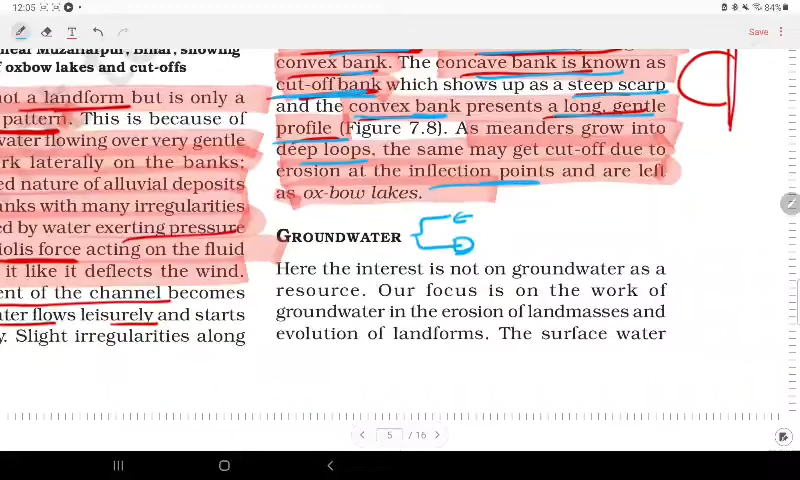 12:05
84%
T
Save
near Muzaffarpur, Bihar, showing
f oxbow lakes and cut-offs
not a landform but is only a
pattern. This is because of
water flowing over very gentle
rk laterally on the banks;
ed nature of alluvial deposits
anks with many irregularities
ed by water exerting pressure
iolis force acting on the fluid
it like it deflects the wind.
ent of the channel becomes
ater flows leisurely and starts
y. Slight irregularities along
convex bank. The concave bank is known as
cut-off bank which shows up as a steep scarp
and the convex bank presents a long, gentle
profile (Figure 7.8). As meanders grow into
deep loops, the same may get cut-off due to
erosion at the inflection points and are left
as ox-bow lakes.
GROUNDWATER
E
D
Here the interest is not on groundwater as a
resource. Our focus is on the work of
groundwater in the erosion of landmasses and
evolution of landforms. The surface water
5 / 16